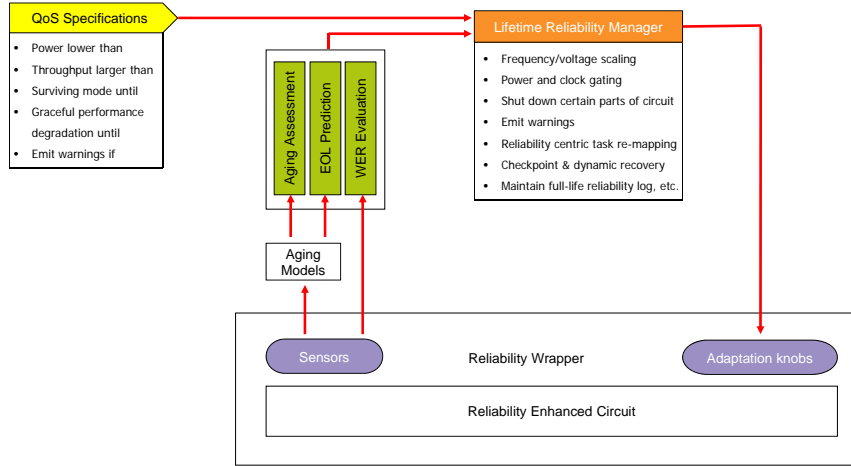 QoS Specifications
• Power lower than
• Throughput larger than
• Surviving mode until
• Graceful performance
degradation until
• Emit warnings if
Lifetime Reliability Manager
• Frequency/voltage scaling
• Power and clock gating
• Shut down certain parts of circuit
• Emit warnings
• Reliability centric task re-mapping
• Checkpoint & dynamic recovery
• Maintain full-life reliability log, etc.
Aging Assessment
EOL Prediction
WER Evaluation
Aging
Models
Sensors
Reliability Wrapper
Adaptation knobs
Reliability Enhanced Circuit